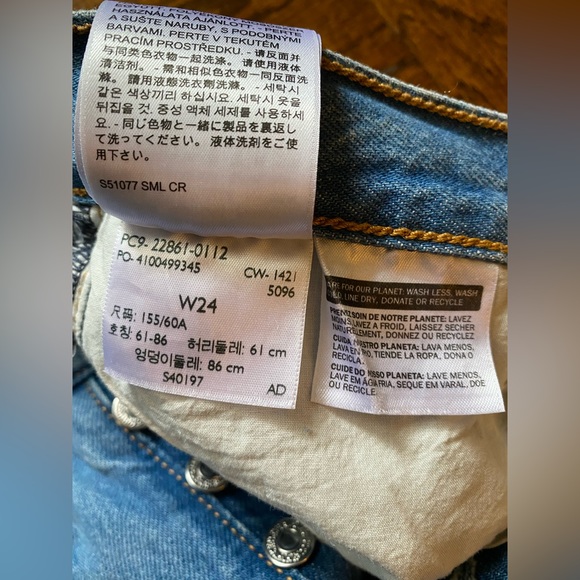 HASZNÁLATA AJÁNLOTT - PERTE
A SUŠTE NARUBY, S PODOBNÝMI
BARVAMI. PERTE V TEKUTÉM
PRACÍM PROSTŘEDKU. - 请反面并
与同类色衣物一起洗涤。请使用液体
清洁剂。- 需和相似色衣物一同反面洗
滌。請用液態洗衣劑洗滌。- 세탁시
같은 색상끼리 하십시요. 세탁시 옷을
뒤집을 것. 중성 액체 세제를 사용하세
요. - 同じ色物と一緒に製品を裏返し
て洗ってください。液体洗剤をご使
用下さい。
S51077 SML CR
PC9- 22861-0112
PO- 4100499345
CW- 1421
5096
W24
尺码: 155/60A
호칭: 61-86 허리둘레: 61 cm
엉덩이둘레: 86 cm
S40197
AD
FOR OUR PLANET: WASH LESS, WASH
LINE DRY, DONATE OR RECYCLE
PRENEZ SOIN DE NOTRE PLANETE: LAVEZ
MOINS, LAVEZ A FROID, LAISSEZ SECHER
NATURELLEMENT, DONNEZ OU RECYCLEZ
CUIDA NUESTRO PLANETA: LAVA MENOS,
LAVA EN FRIO, TIENDE LA ROPA, DONA O
RECICLA.
CUIDE DO NOSSO PLANETA: LAVE MENOS,
LAVE EM ÁGUA FRIA, SEQUE EM VARAL, DOE
OU RECICLE.